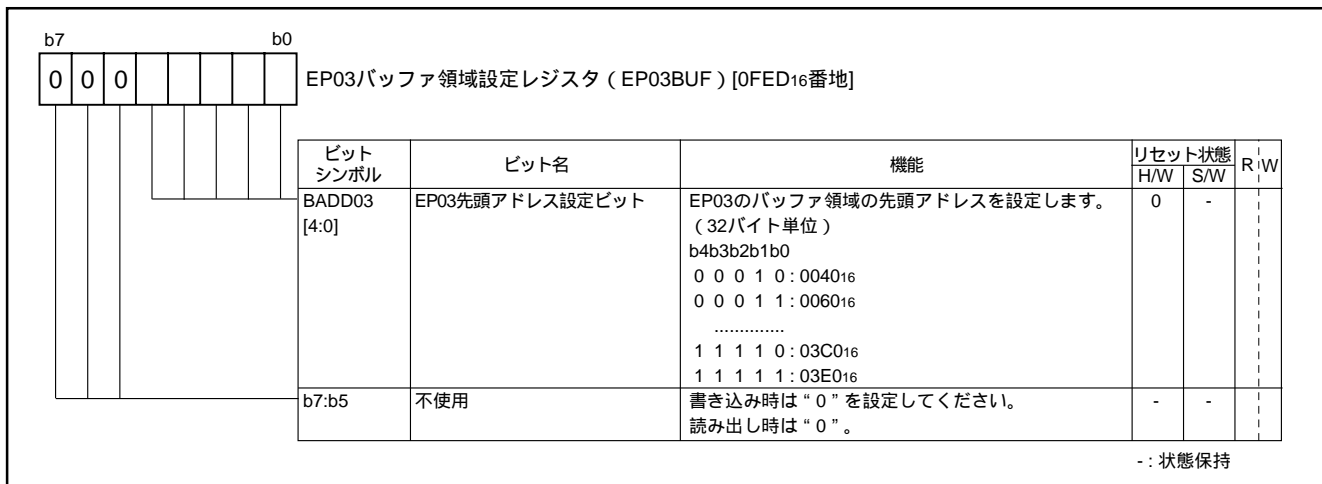 b7 b0
0 0 0 EP03バッファ領域設定レジスタ ( EP03BUF ) [0FED16番地]
ビット
シンボル ビット名 機能 リセット状態 R W
H/W S/W
BADD03 EP03先頭アドレス設定ビット EP03のバッファ領域の先頭アドレスを設定します。 0 -
[4:0] ( 32バイト単位 )
b4b3b2b1b0
0 0 0 1 0 : 004016
0 0 0 1 1 : 006016
..............
1 1 1 1 0 : 03C016
1 1 1 1 1 : 03E016
b7:b5 不使用 書き込み時は “ 0 ” を設定してください。 - -
読み出し時は “ 0 ” 。
- : 状態保持